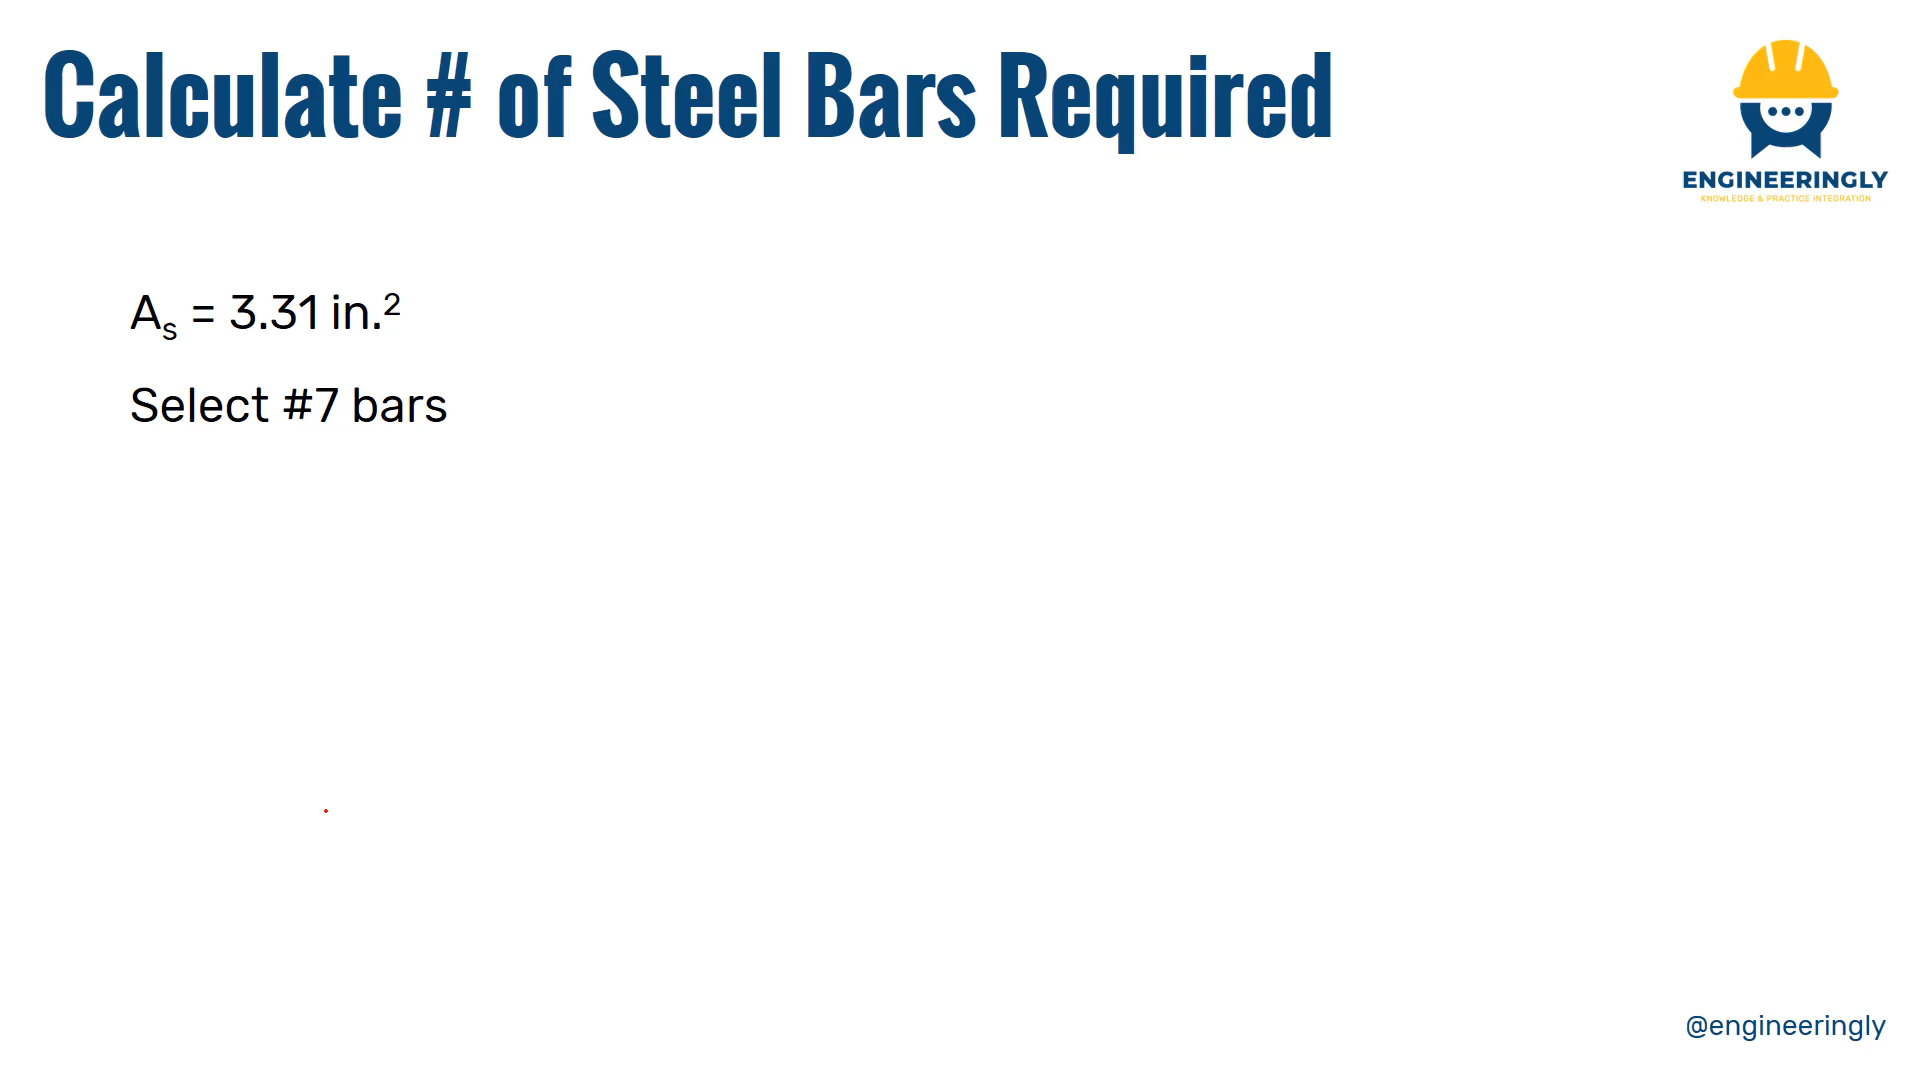 Calculate # of Steel Bars Required
ENGINEERINGLY
KNOWLEDGE & PRACTICE INTEGRATION
Aₛ = 3.31 in.²
Select #7 bars
@engineeringly